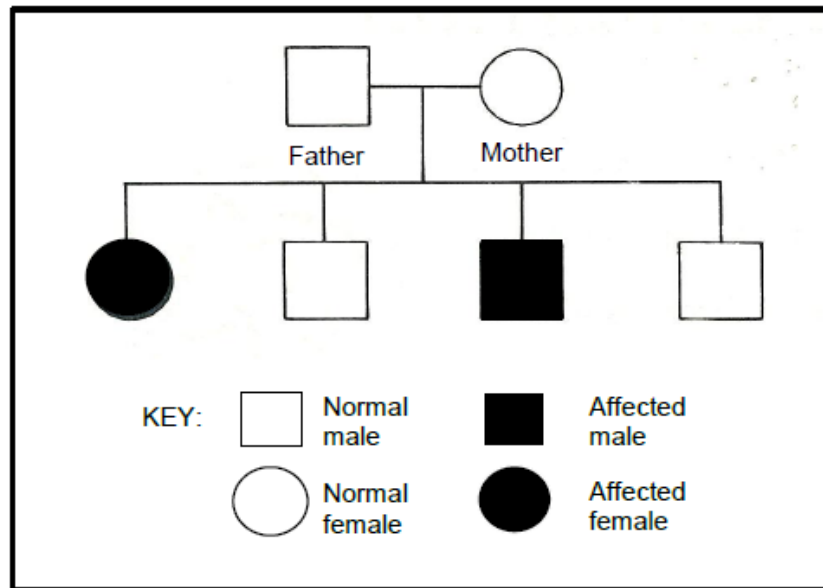 Father
Mother
KEY:
Normal
male
Affected
male
Normal
female
Affected
female